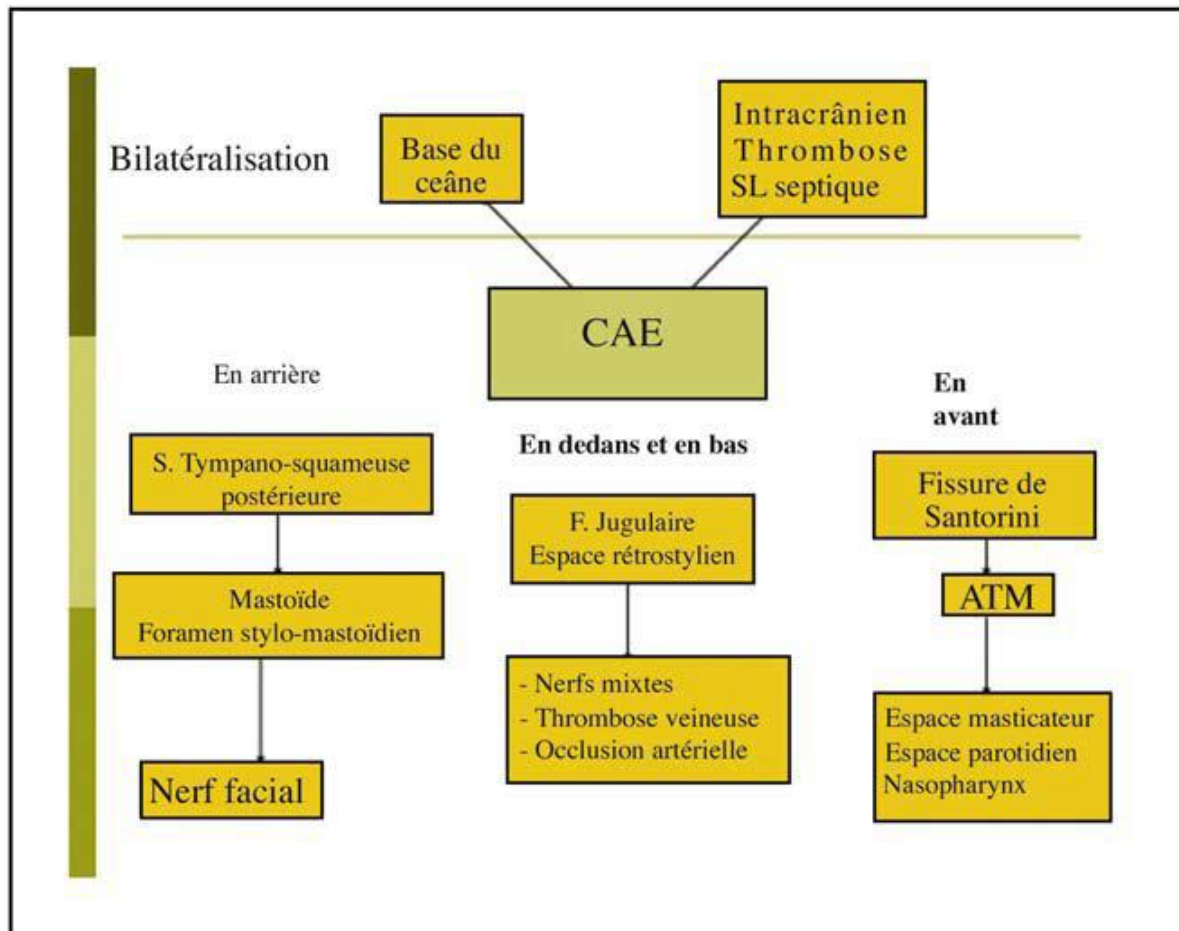 Bilatéralisation
Base du
ceâne
Intracrânien
Thrombose
SL septique
CAE
En arrière
S. Tympano-squameuse
postérieure
Mastoïde
Foramen stylo-mastoïdien
Nerf facial
En dedans et en bas
F. Jugulaire
Espace rétrostylien
- Nerfs mixtes
- Thrombose veineuse
- Occlusion artérielle
En
avant
Fissure de
Santorini
ATM
Espace masticateur
Espace parotidien
Nasopharynx